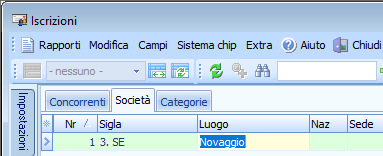 Iscrizioni
Rapporti Modifica Campi Sistema chip Extra Aiuto Chiudi
- nessuno -
Impostazioni
Concorrenti Società Categorie
Nr / Sigla Luogo Naz Sede
1 3. SE Novaggio